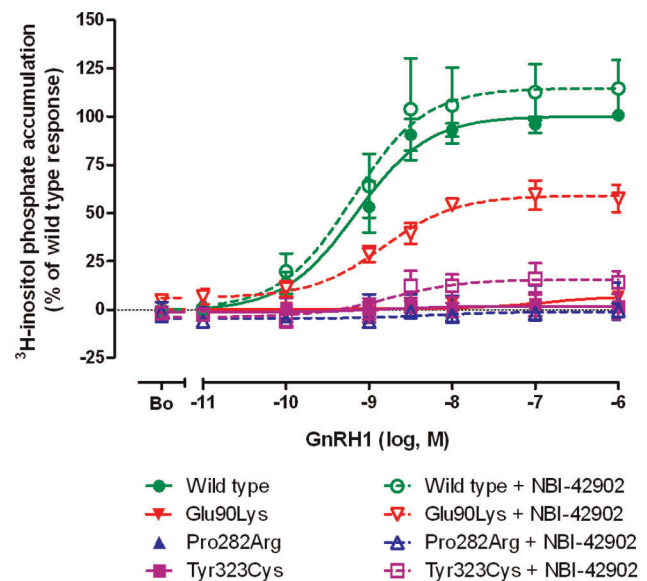 ³H-inositol phosphate accumulation
(% of wild type response)
150
125
100
75
50
25
0
-25
Bo -11 -10 -9 -8 -7 -6
GnRH1 (log, M)
Wild type Wild type + NBI-42902
Glu90Lys Glu90Lys + NBI-42902
Pro282Arg Pro282Arg + NBI-42902
Tyr323Cys Tyr323Cys + NBI-42902